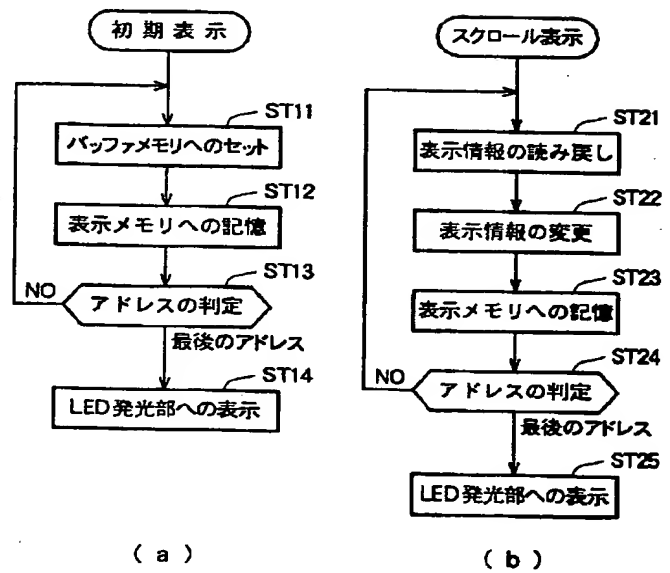 初期表示
ST11
バッファメモリへのセット
ST12
表示メモリへの記憶
ST13
NO
アドレスの判定
最後のアドレス
ST14
LED発光部への表示
(a)
スクロール表示
ST21
表示情報の読み戻し
ST22
表示情報の変更
ST23
表示メモリへの記憶
ST24
NO
アドレスの判定
最後のアドレス
ST25
LED発光部への表示
(b)